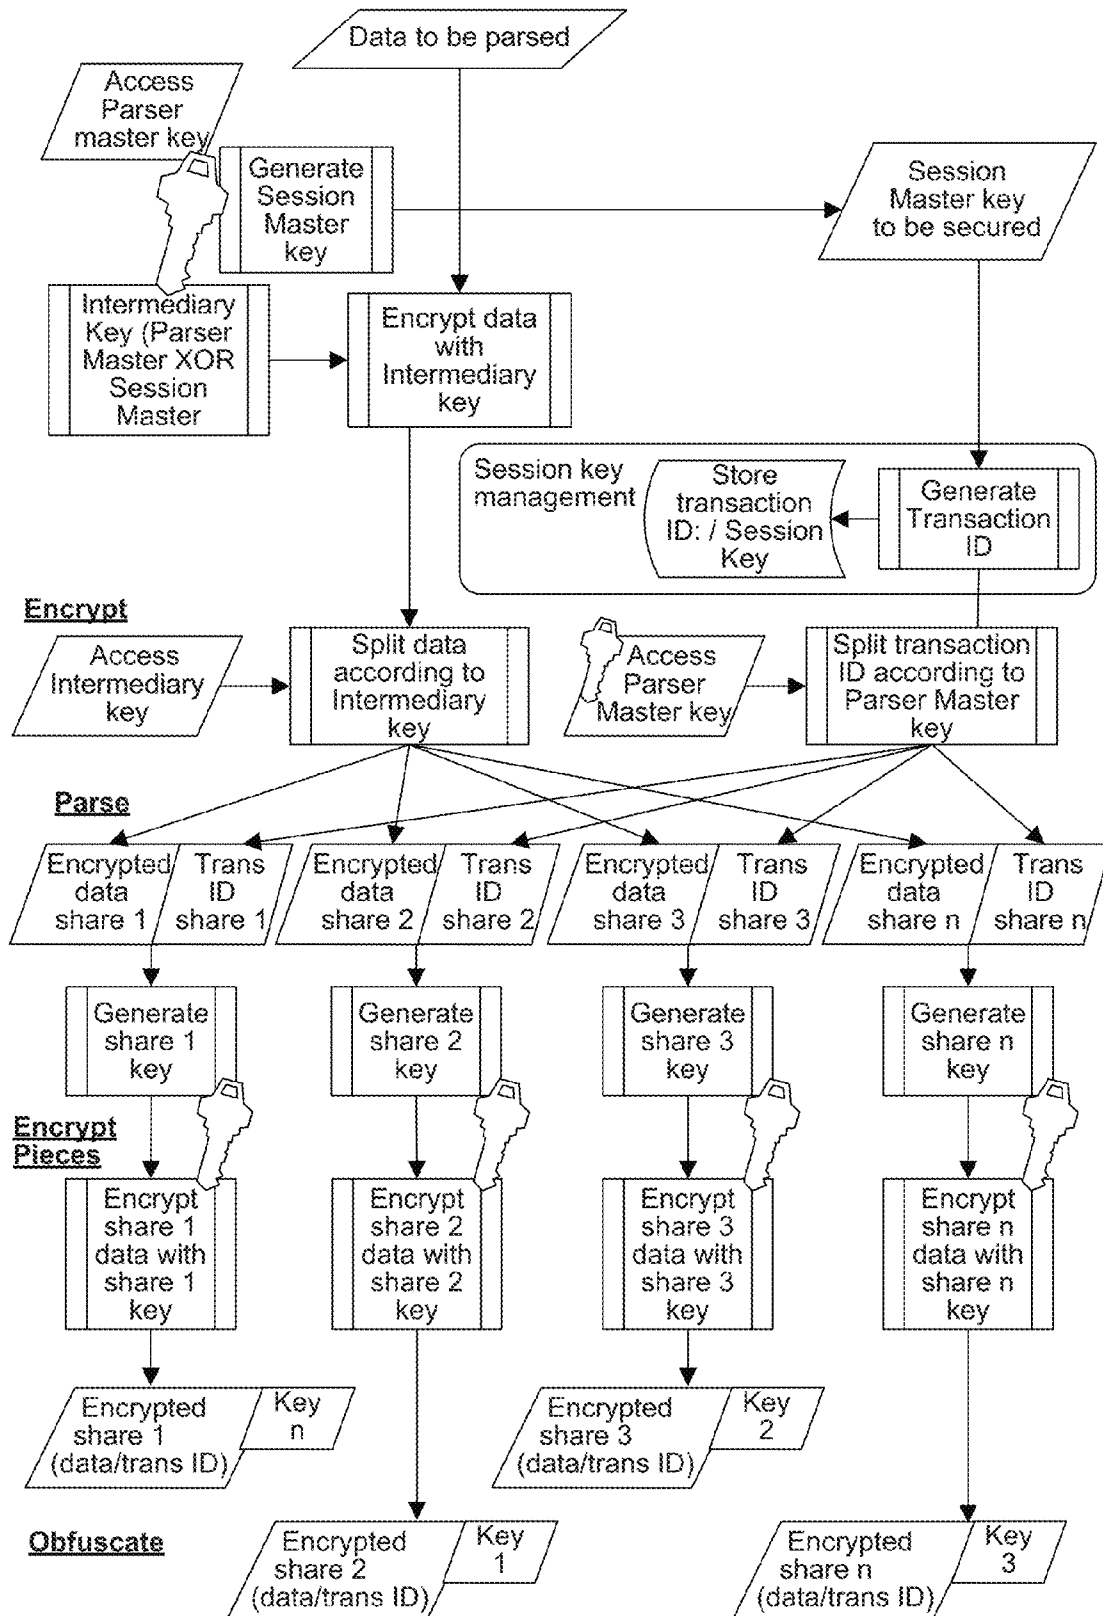 Data to be parsed
Access
Parser
master key
Generate
Session
Master
key
Session
Master key
to be secured
Intermediary
Key (Parser
Master XOR
Session
Master
Encrypt data
with
Intermediary
key
Session key
management
Store
transaction
ID: / Session
Key
Generate
Transaction
ID
Encrypt
Access
Intermediary
key
Split data
according to
Intermediary
key
Access
Parser
Master key
Split transaction
ID according to
Parser Master
key
Parse
Encrypted
data
share 1
Trans
ID
share 1
Encrypted
data
share 2
Trans
ID
share 2
Encrypted
data
share 3
Trans
ID
share 3
Encrypted
data
share n
Trans
ID
share n
Generate
share 1
key
Generate
share 2
key
Generate
share 3
key
Generate
share n
key
Encrypt
Pieces
Encrypt
share 1
data with
share 1
key
Encrypt
share 2
data with
share 2
key
Encrypt
share 3
data with
share 3
key
Encrypt
share n
data with
share n
key
Encrypted
share 1
(data/trans ID)
Key
n
Encrypted
share 3
(data/trans ID)
Key
2
Obfuscate
Encrypted
share 2
(data/trans ID)
Key
1
Encrypted
share n
(data/trans ID)
Key
3